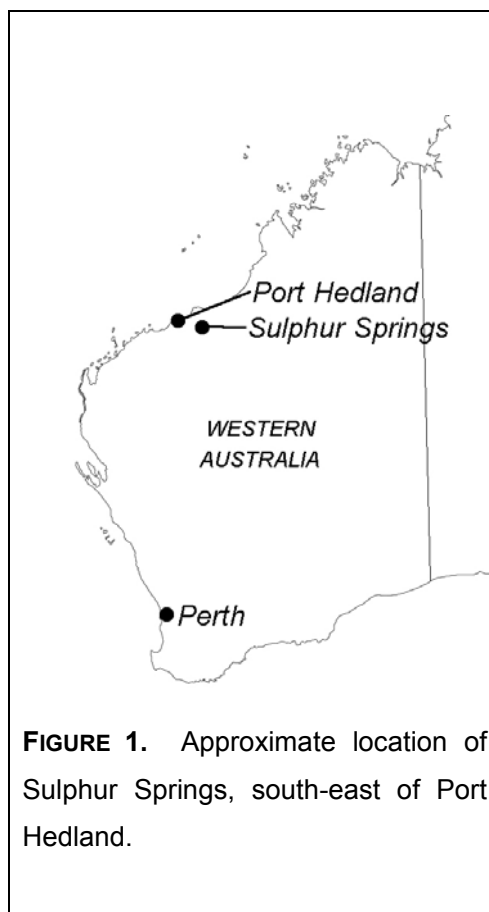 Port Hedland
Sulphur Springs
WESTERN
AUSTRALIA
Perth
FIGURE 1. Approximate location of
Sulphur Springs, south-east of Port
Hedland.